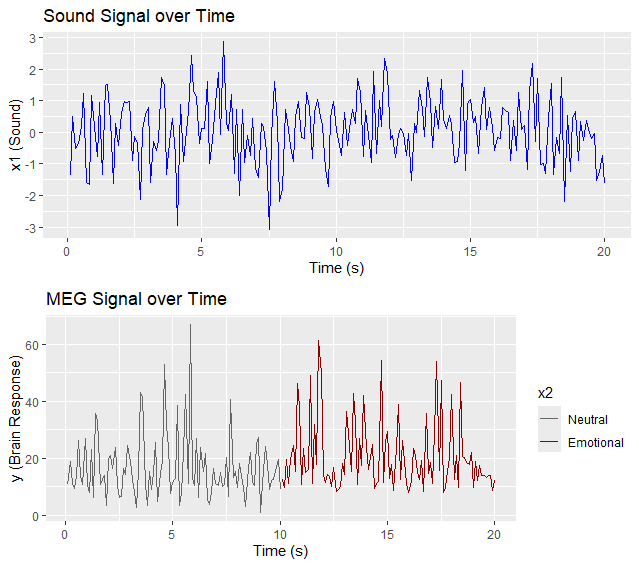 Sound Signal over Time
x1 (Sound)
3
2
1
0
-1
-2
-3
0
5
10
15
20
Time (s)
MEG Signal over Time
y (Brain Response)
60
40
20
0
0
5
10
15
20
Time (s)
x2
Neutral
Emotional